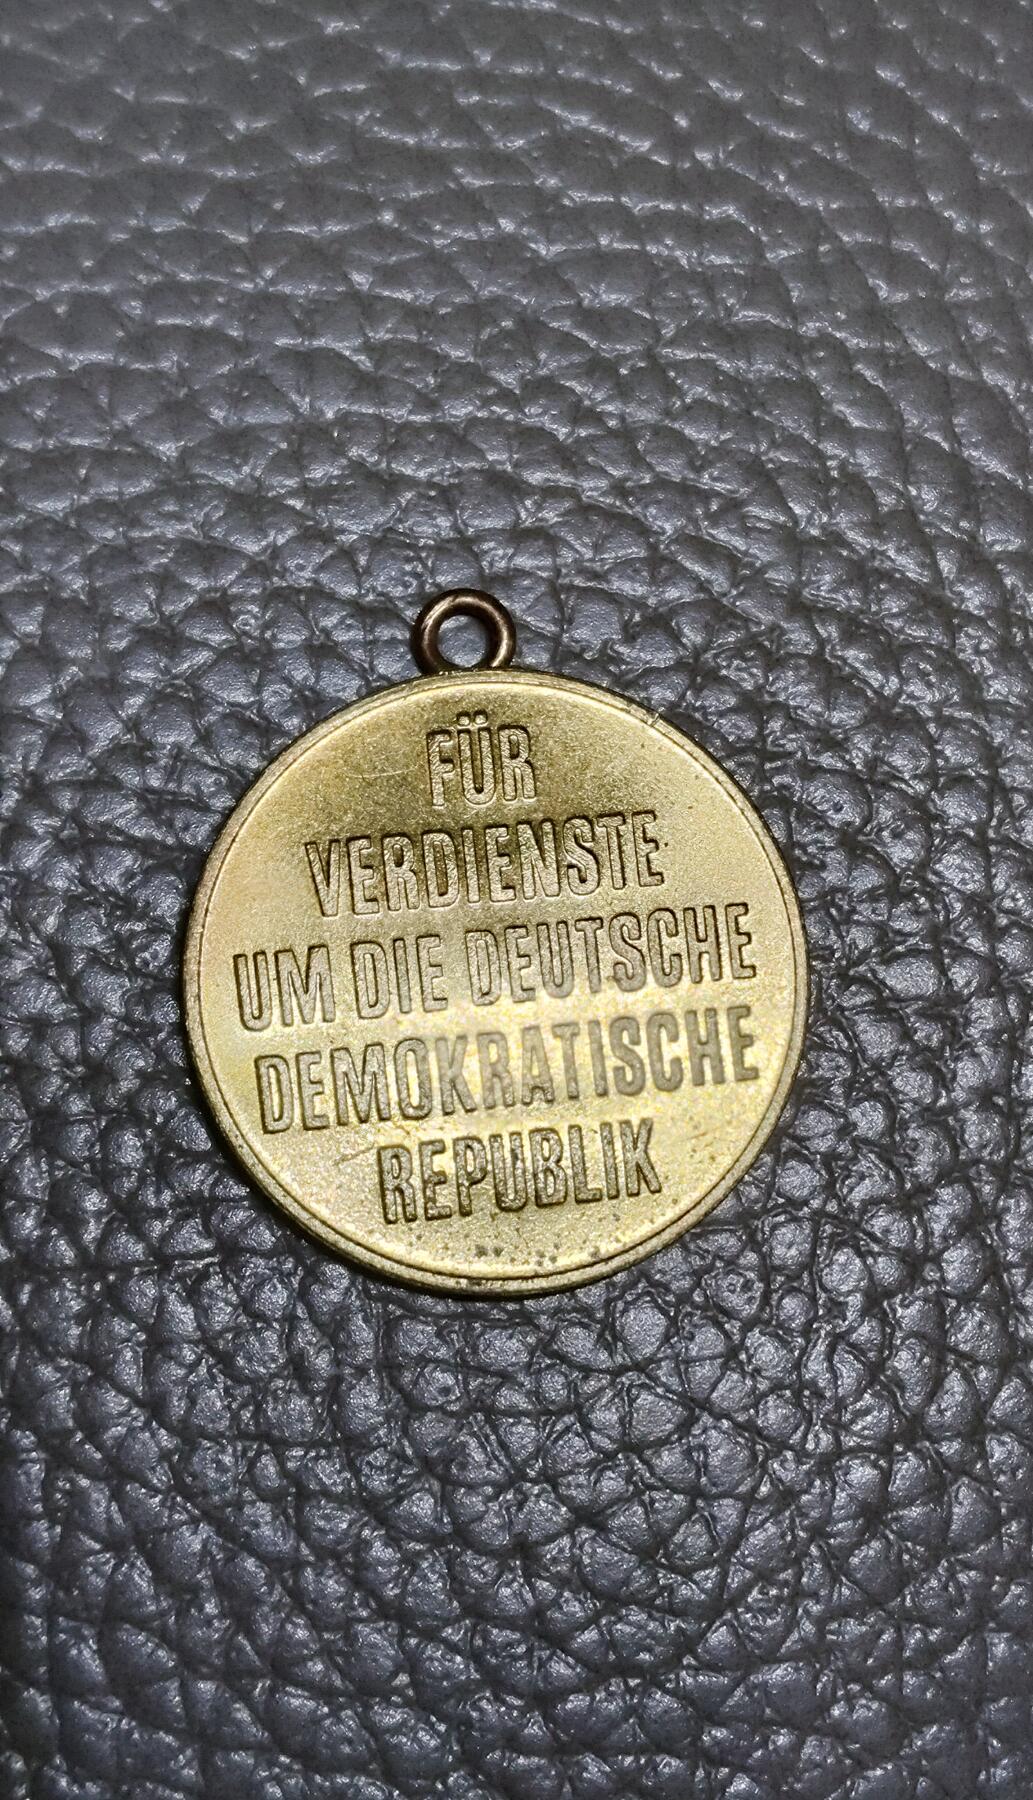 FÜR
VERDIENSTE
UM DIE DEUTSCHE
DEMOKRATISCHE
REPUBLIK